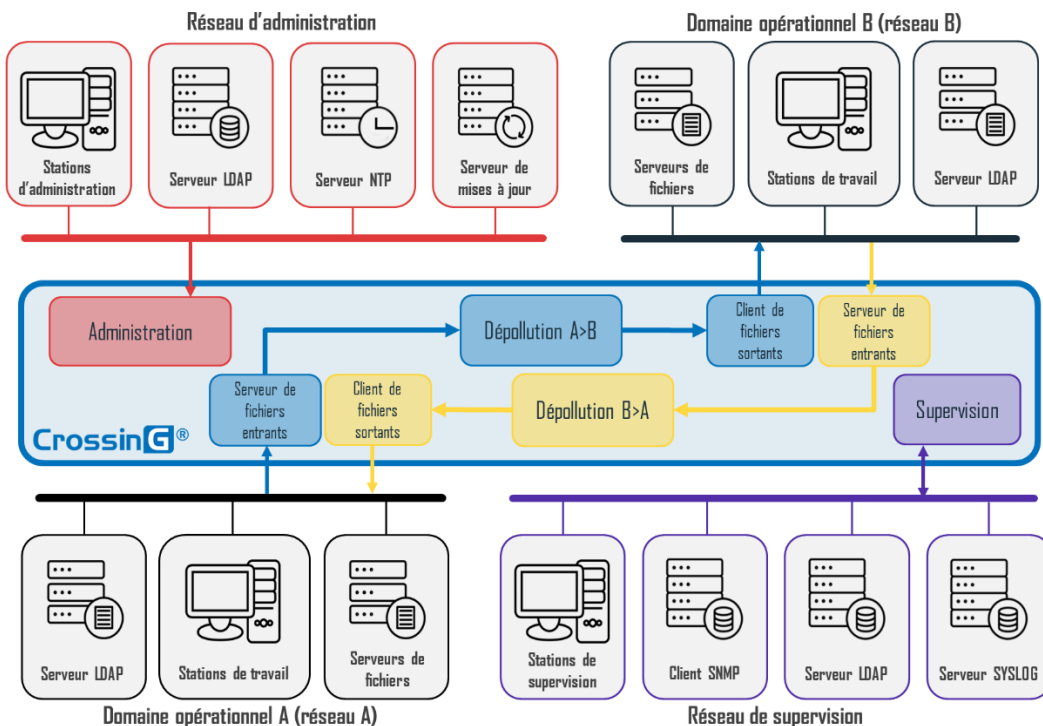 Réseau d'administration
Domaine opérationnel B (réseau B)
Stations
d'administration
Serveur LDAP
Serveur NTP
Serveur de
mises à jour
Serveurs de
fichiers
Stations de travail
Serveur LDAP
Administration
Dépollution A>B
Client de
fichiers
sortants
Serveur de
fichiers
entrants
Serveur de
fichiers
entrants
Client de
fichiers
sortants
Dépollution B>A
Supervision
CrossinG®
Serveur LDAP
Stations de travail
Serveurs de
fichiers
Stations de
supervision
Client SNMP
Serveur LDAP
Serveur SYSLOG
Domaine opérationnel A (réseau A)
Réseau de supervision